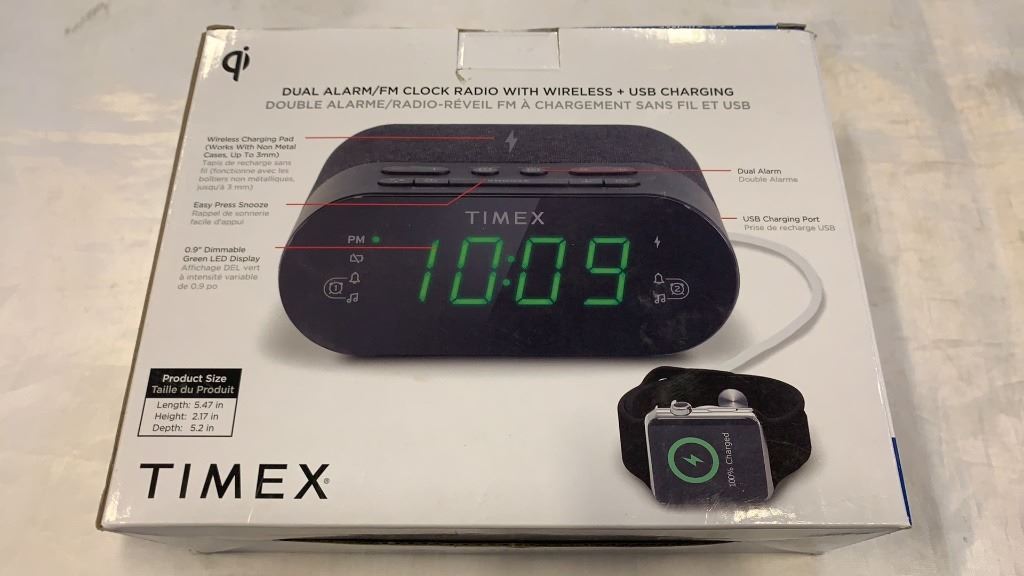 qi
DUAL ALARM/FM CLOCK RADIO WITH WIRELESS + USB CHARGING
DOUBLE ALARME/RADIO-RÉVEIL FM À CHARGEMENT SANS FIL ET USB
Wireless Charging Pad
(Works With Non Metal
Cases, Up To 3mm)
Tapis de recharge sans
fil (fonctionne avec les
boîtiers non métalliques,
jusqu'à 3 mm)
Easy Press Snooze
Rappel de sonnerie
facile d'appui
0.9" Dimmable
Green LED Display
Affichage DEL vert
à intensité variable
de 0.9 po
Dual Alarm
Double Alarme
USB Charging Port
Prise de recharge USB
TIMEX
PM
10:09
1
2
Product Size
Taille du Produit
Length: 5.47 in
Height: 2.17 in
Depth: 5.2 in
TIMEX®
100% Charged